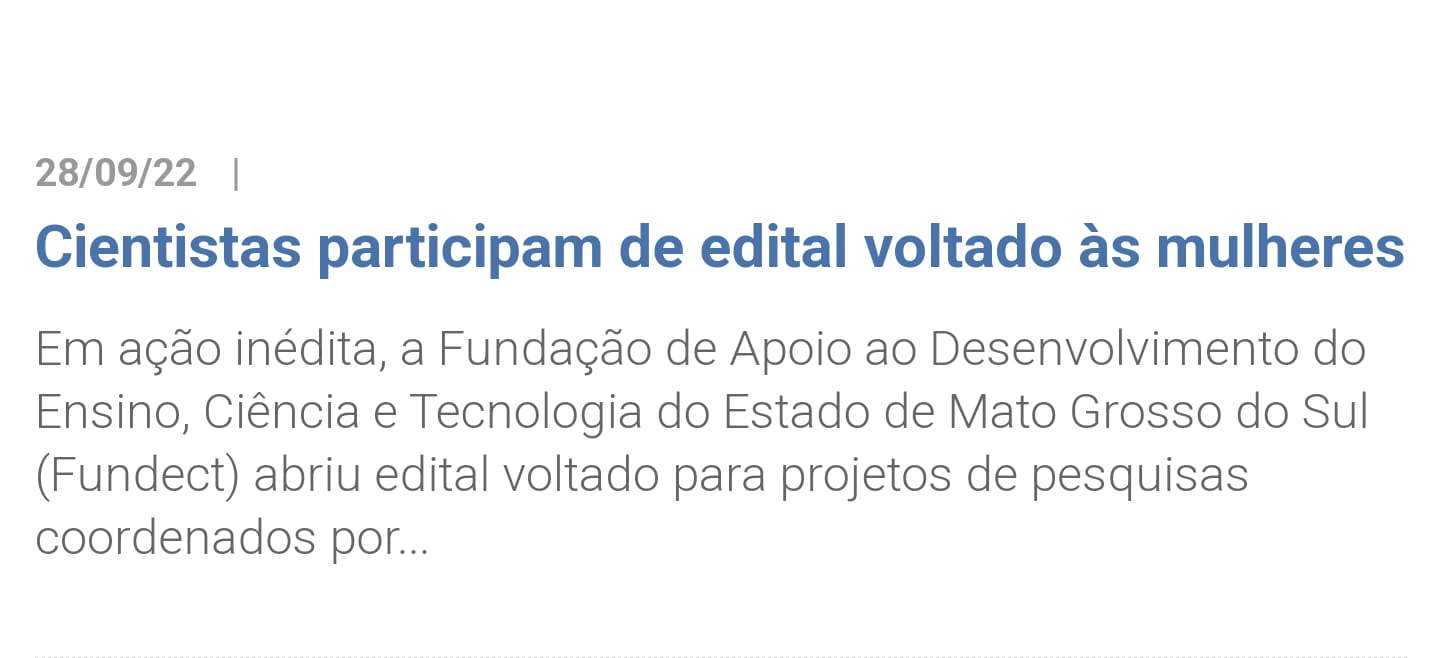 28/09/22 |
Cientistas participam de edital voltado às mulheres
Em ação inédita, a Fundação de Apoio ao Desenvolvimento do
Ensino, Ciência e Tecnologia do Estado de Mato Grosso do Sul
(Fundect) abriu edital voltado para projetos de pesquisas
coordenados por...